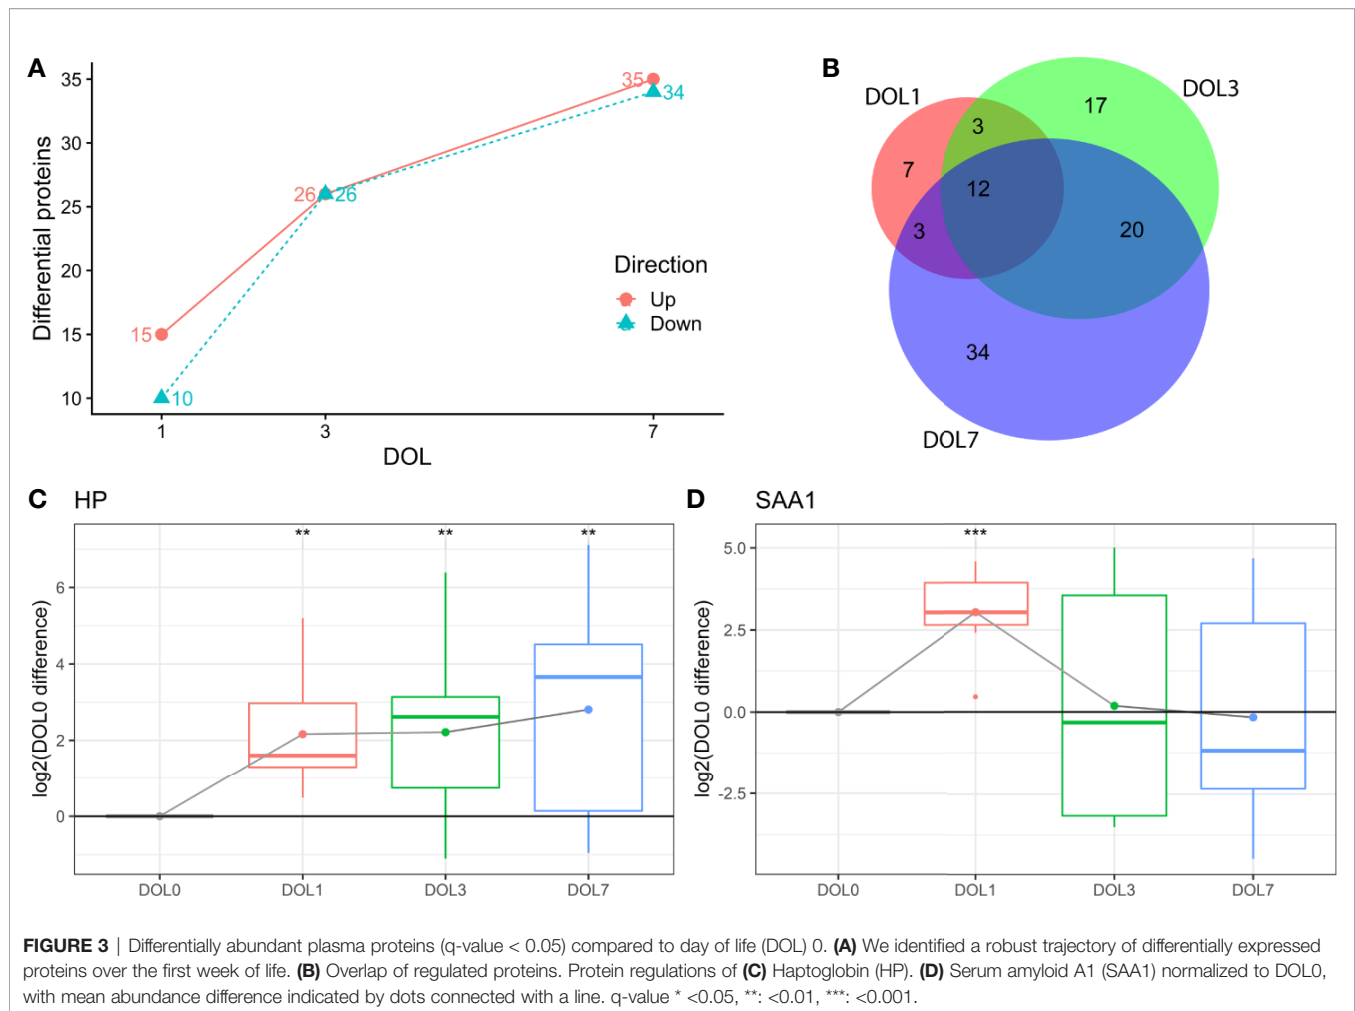 A
35
30
25
20
15
10
Differential proteins
35
34
26
26
15
10
Direction
Up
Down
1
3
7
DOL
B
DOL1
DOL3
17
3
7
12
3
20
34
DOL7
C HP
** ** **
6
4
2
0
log2(DOL0 difference)
DOL0 DOL1 DOL3 DOL7
D SAA1
***
5.0
2.5
0.0
-2.5
log2(DOL0 difference)
DOL0 DOL1 DOL3 DOL7
FIGURE 3 | Differentially abundant plasma proteins (q-value < 0.05) compared to day of life (DOL) 0. (A) We identified a robust trajectory of differentially expressed
proteins over the first week of life. (B) Overlap of regulated proteins. Protein regulations of (C) Haptoglobin (HP). (D) Serum amyloid A1 (SAA1) normalized to DOL0,
with mean abundance difference indicated by dots connected with a line. q-value * <0.05, **: <0.01, ***: <0.001.